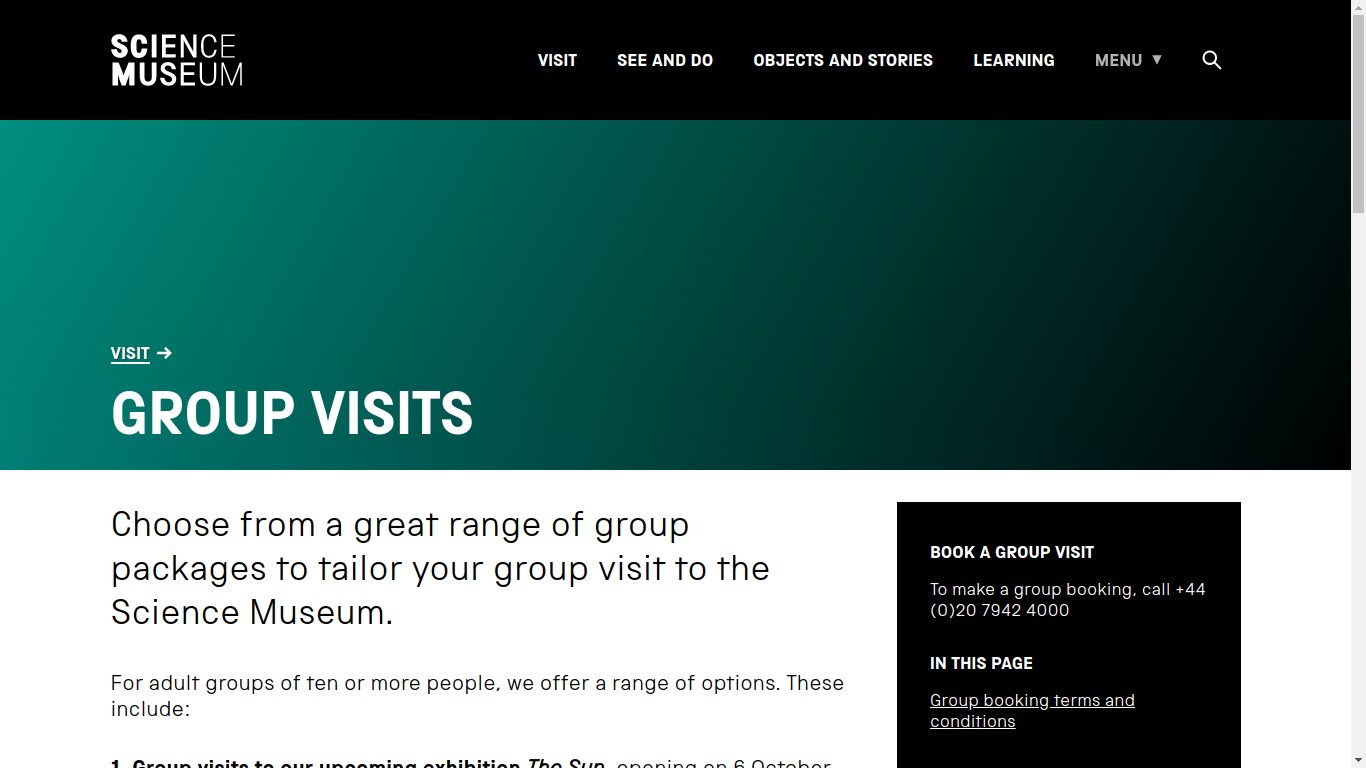 SCIENCE
MUSEUM
VISIT SEE AND DO OBJECTS AND STORIES LEARNING MENU ▼
VISIT →
GROUP VISITS
Choose from a great range of group
packages to tailor your group visit to the
Science Museum.
For adult groups of ten or more people, we offer a range of options. These
include:
1. Group visits to our upcoming exhibition The Sun, opening on 6 October
BOOK A GROUP VISIT
To make a group booking, call +44
(0)20 7942 4000
IN THIS PAGE
Group booking terms and
conditions